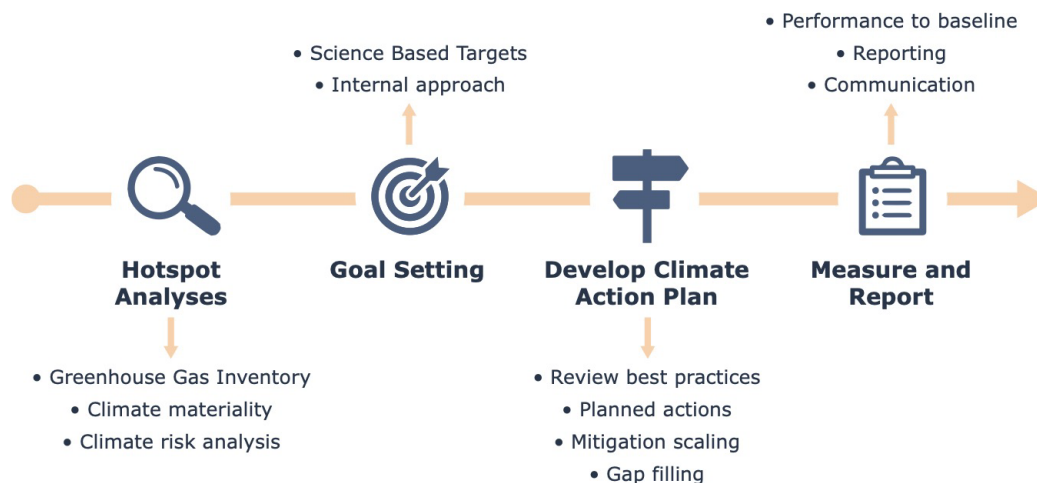 • Performance to baseline
• Reporting
• Communication
• Science Based Targets
• Internal approach
Hotspot
Analyses
Goal Setting
Develop Climate
Action Plan
Measure and
Report
• Greenhouse Gas Inventory
• Climate materiality
• Climate risk analysis
• Review best practices
• Planned actions
• Mitigation scaling
• Gap filling